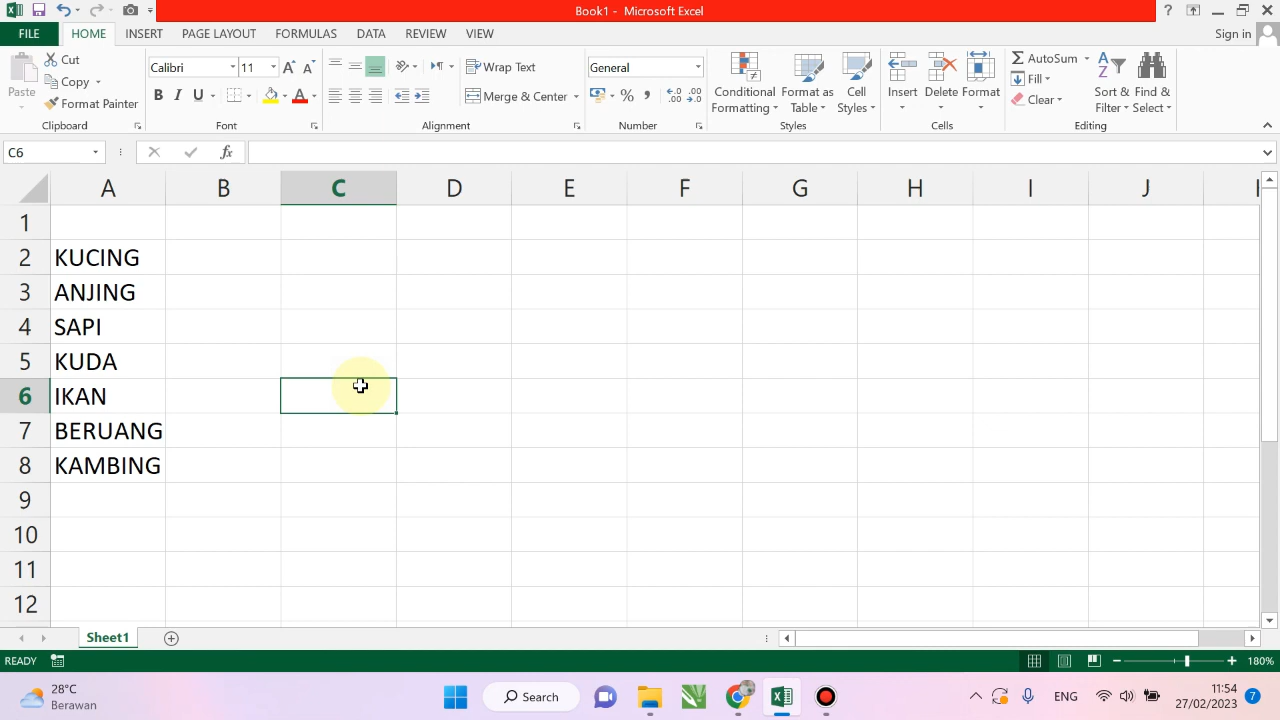 Book1 - Microsoft Excel
?
FILE HOME INSERT PAGE LAYOUT FORMULAS DATA REVIEW VIEW Sign in
Paste
Cut
Copy
Format Painter
Clipboard
Calibri 11
B I U
Font
Wrap Text
Merge & Center
Alignment
General
%
Number
Conditional Formatting
Format as Table
Cell Styles
Styles
Insert Delete Format
Cells
AutoSum
Fill
Clear
Sort & Filter
Find & Select
Editing
C6 fx
A B C D E F G H I J
1
2 KUCING
3 ANJING
4 SAPI
5 KUDA
6 IKAN
7 BERUANG
8 KAMBING
9
10
11
12
Sheet1
READY 180%
28°C
Berawan
Search
ENG
11:54
27/02/2023
7